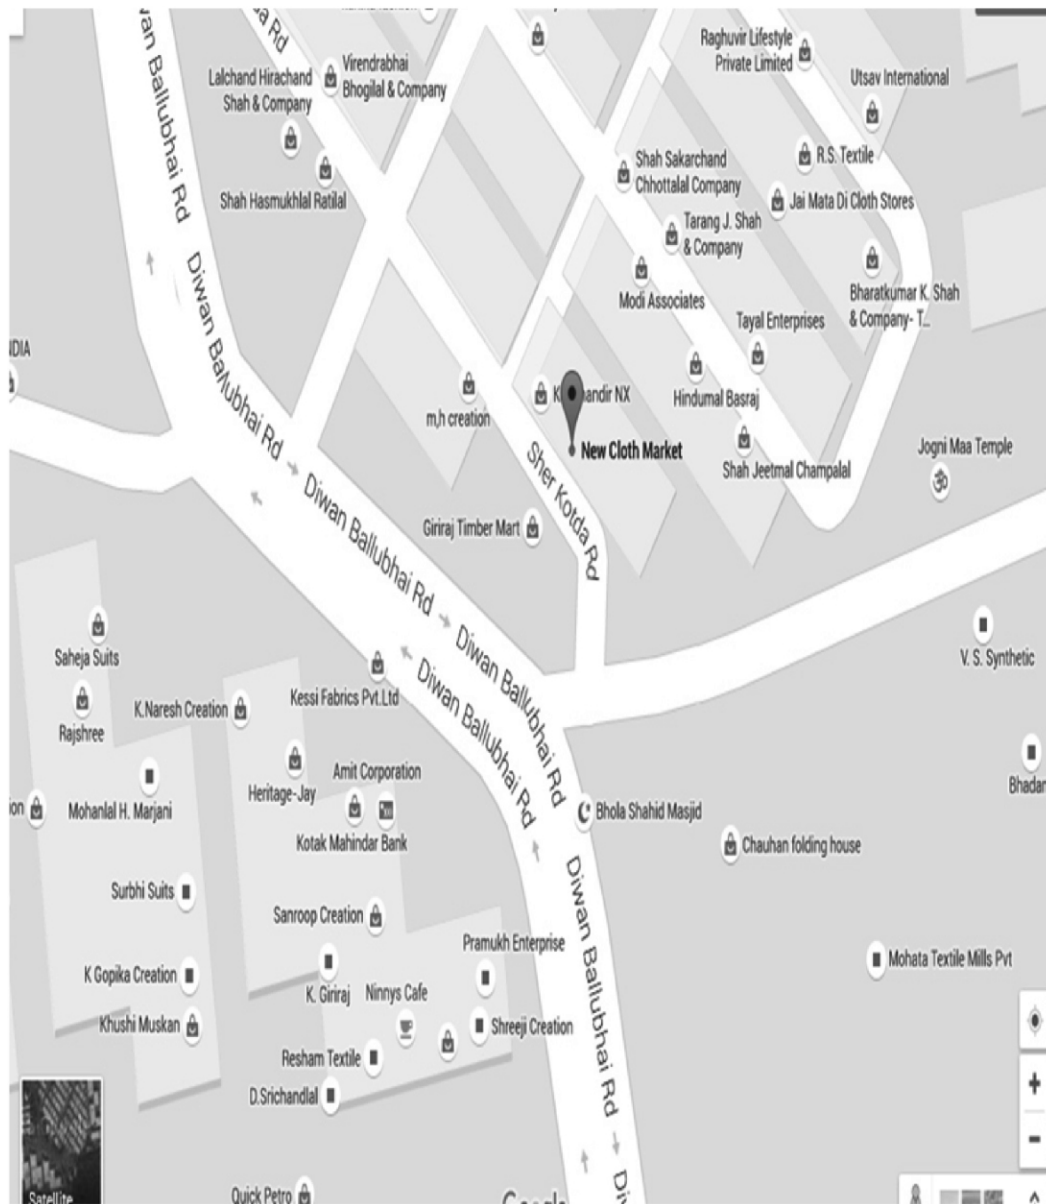 Diwan Ballubhai Rd
Lalchand Hirachand
Shah & Company
Virendrabhai
Bhogilal & Company
Raghuvir Lifestyle
Private Limited
Utsav International
Shah Hasmukhlal Ratilal
Shah Sakarchand
Chhottalal Company
R.S. Textile
Jai Mata Di Cloth Stores
Tarang J. Shah
& Company
Diwan Ballubhai Rd
Modi Associates
Bharatkumar K. Shah
& Company- T...
Tayal Enterprises
m,h creation
Hindumal Basraj
New Cloth Market
Sher Kotda Rd
Shah Jeetmal Champalal
Jogni Maa Temple
Diwan Ballubhai Rd
Giriraj Timber Mart
Saheja Suits
Diwan Ballubhai Rd
V. S. Synthetic
Rajshree
K.Naresh Creation
Kessi Fabrics Pvt.Ltd
Diwan Ballubhai Rd
Mohanlal H. Marjani
Heritage-Jay
Amit Corporation
Kotak Mahindar Bank
Bhola Shahid Masjid
Chauhan folding house
Surbhi Suits
Sanroop Creation
Diwan Ballubhai Rd
Pramukh Enterprise
Mohata Textile Mills Pvt
K Gopika Creation
K. Giriraj
Ninnys Cafe
Khushi Muskan
Shreeji Creation
Resham Textile
D.Srichandlal
Satellite
Quick Petro
Google